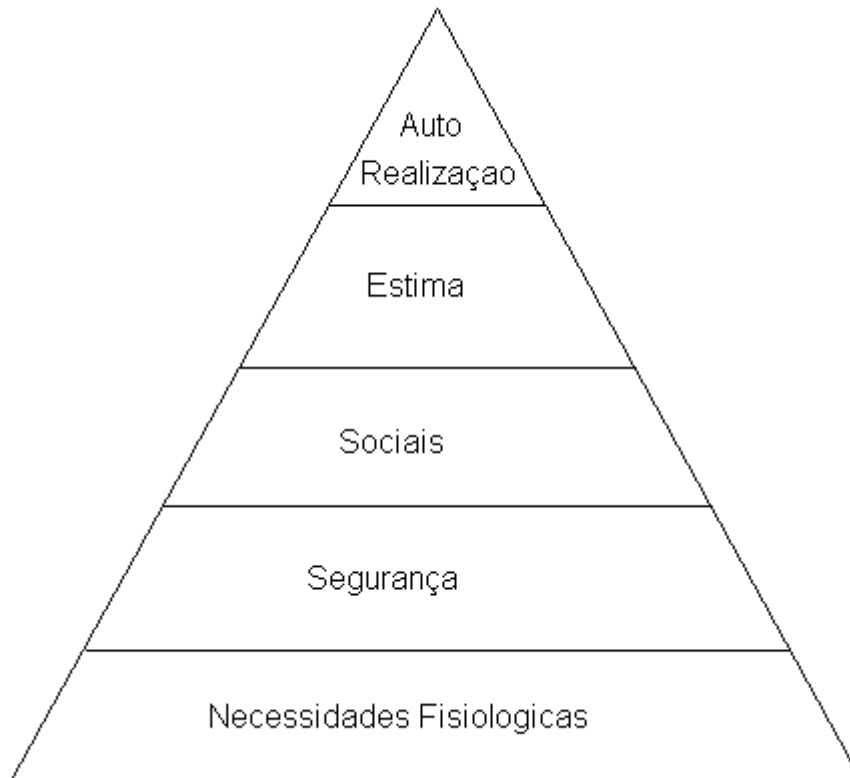 Auto
Realizaçao
Estima
Sociais
Segurança
Necessidades Fisiologicas